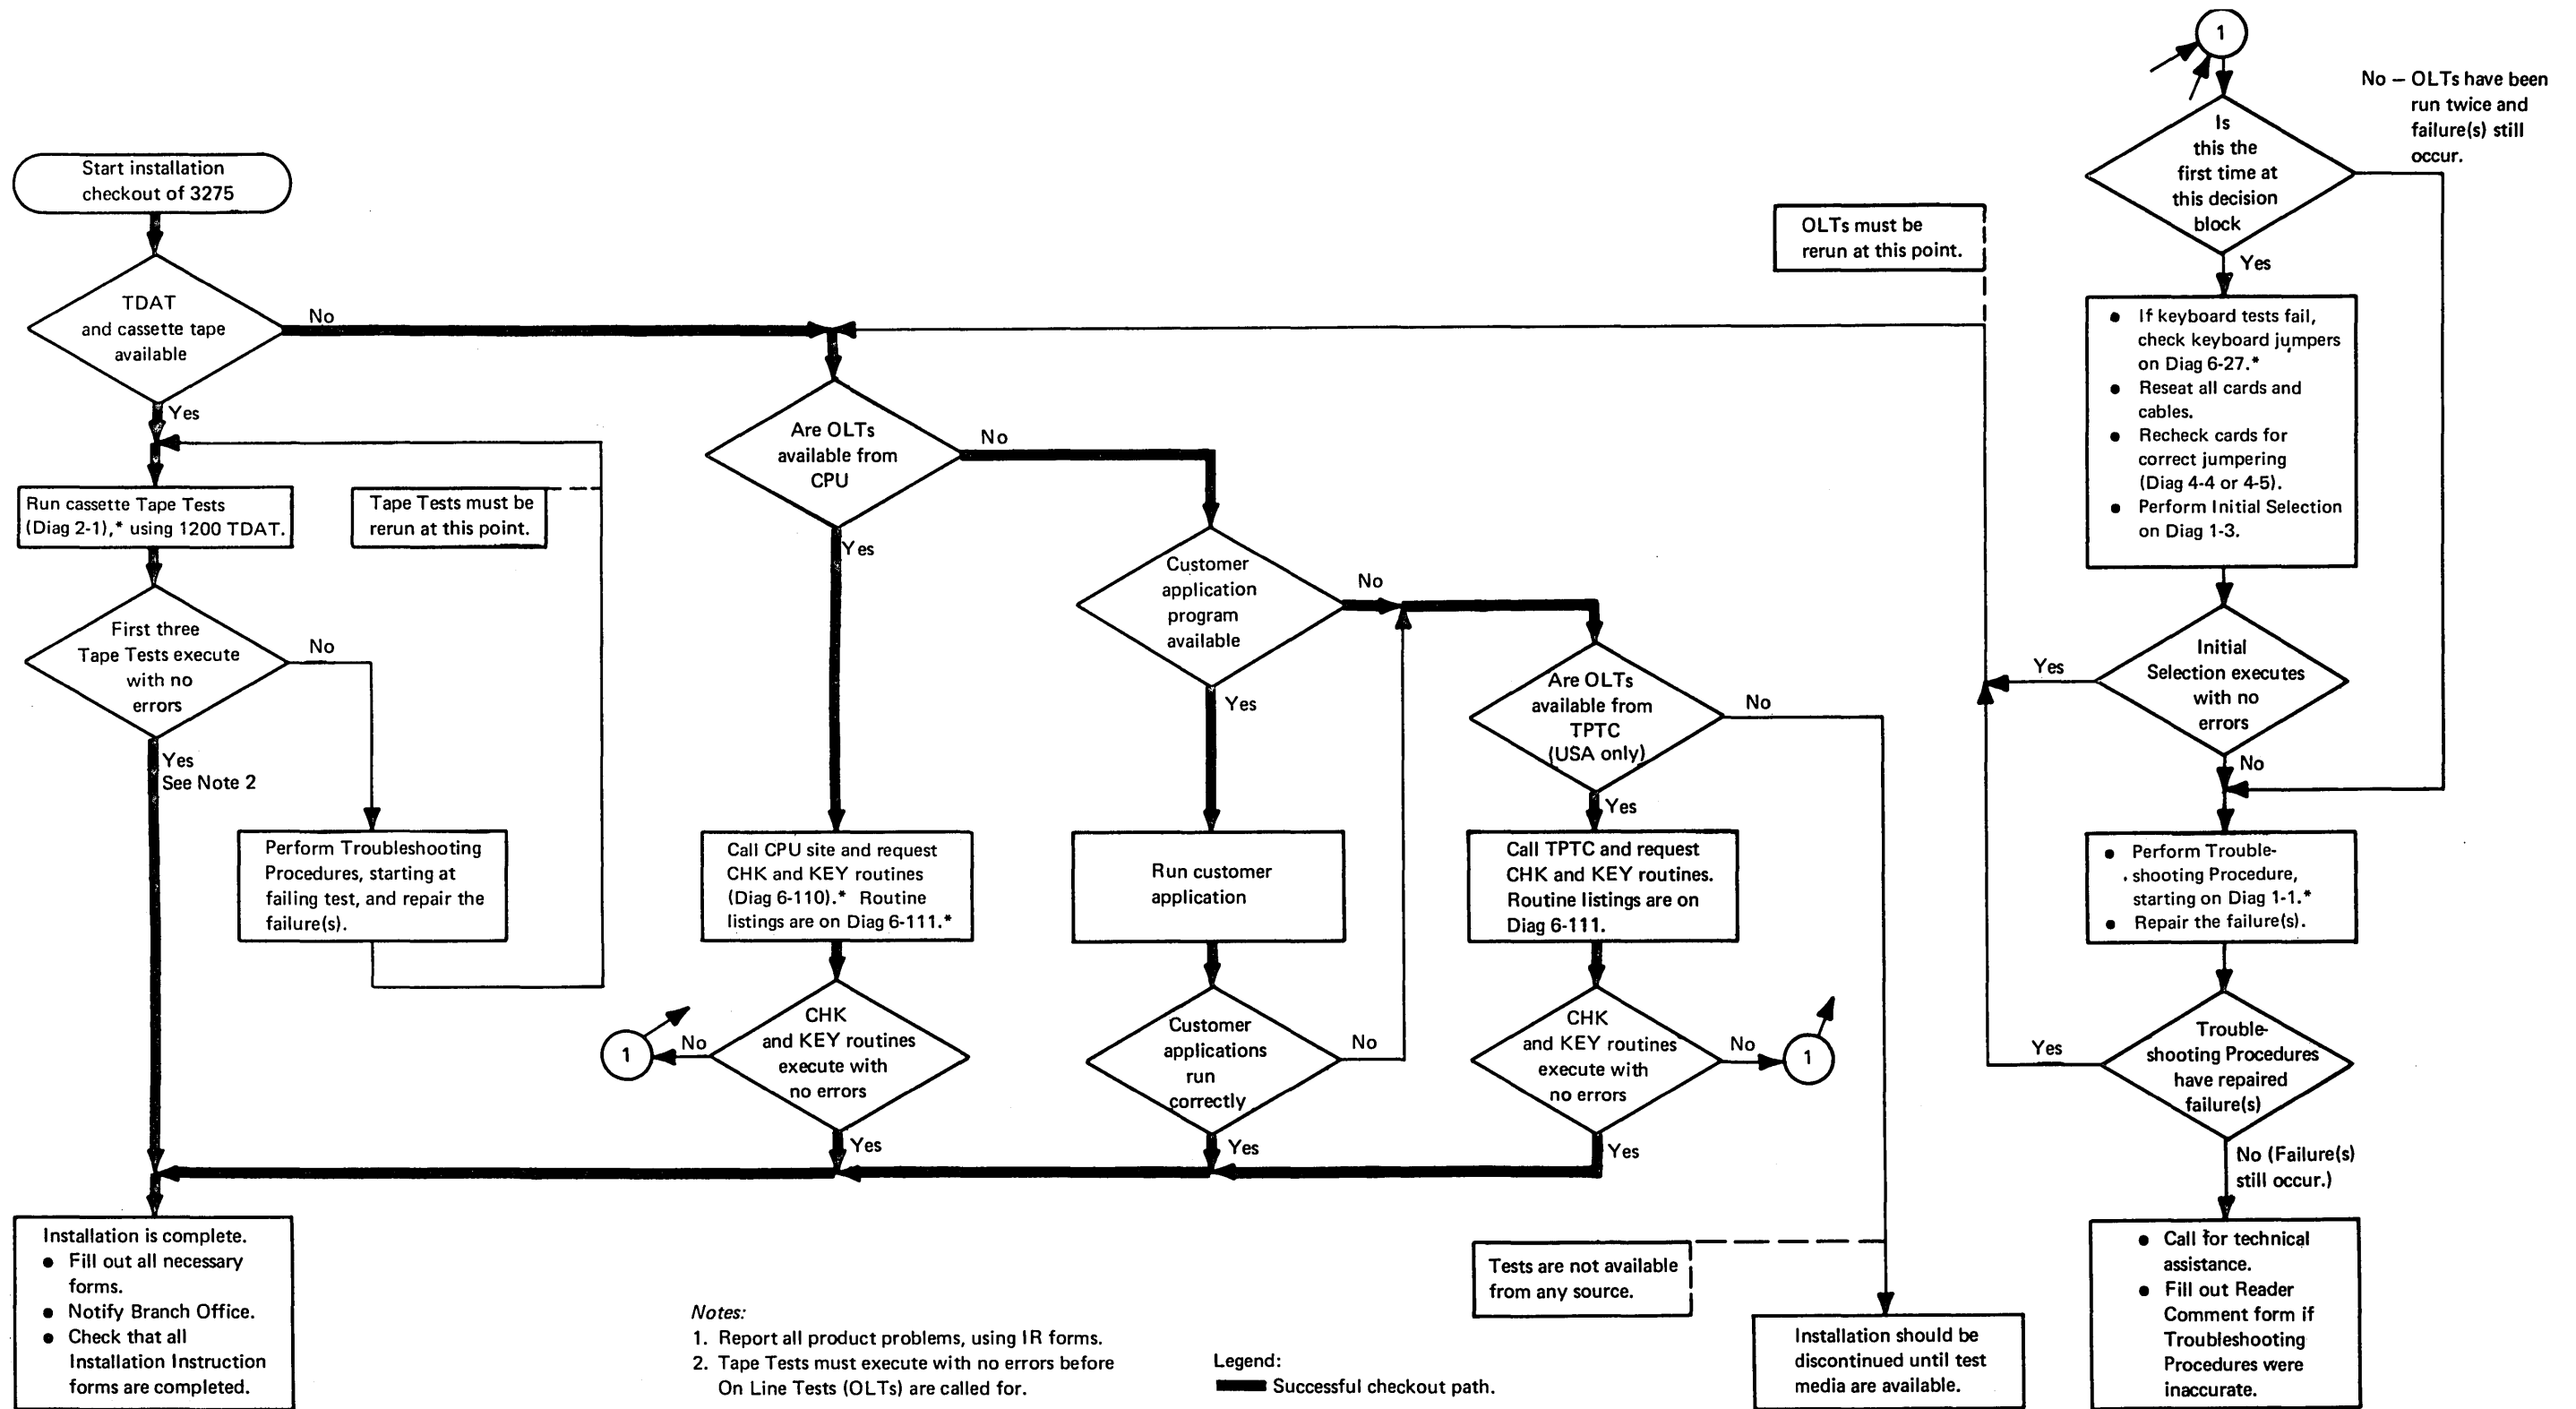 Start installation
checkout of 3275
TDAT
and cassette tape
available
No
Yes
Run cassette Tape Tests
(Diag 2-1),* using 1200 TDAT.
Tape Tests must be
rerun at this point.
First three
Tape Tests execute
with no
errors
No
Yes
See Note 2
Perform Troubleshooting
Procedures, starting at
failing test, and repair the
failure(s).
Installation is complete.
● Fill out all necessary
forms.
● Notify Branch Office.
● Check that all
Installation Instruction
forms are completed.
Are OLTs
available from
CPU
No
Yes
Call CPU site and request
CHK and KEY routines
(Diag 6-110).* Routine
listings are on Diag 6-111.*
CHK
and KEY routines
execute with
no errors
No
1
Yes
Customer
application
program
available
No
Yes
Run customer
application
Customer
applications
run
correctly
No
Yes
Are OLTs
available from
TPTC
(USA only)
No
Yes
Call TPTC and request
CHK and KEY routines.
Routine listings are on
Diag 6-111.
CHK
and KEY routines
execute with
no errors
No
1
Yes
Tests are not available
from any source.
Installation should be
discontinued until test
media are available.
OLTs must be
rerun at this point.
1
Is
this the
first time at
this decision
block
No — OLTs have been
run twice and
failure(s) still
occur.
Yes
● If keyboard tests fail,
check keyboard jumpers
on Diag 6-27.*
● Reseat all cards and
cables.
● Recheck cards for
correct jumpering
(Diag 4-4 or 4-5).
● Perform Initial Selection
on Diag 1-3.
Initial
Selection executes
with no
errors
Yes
No
● Perform Trouble-
shooting Procedure,
starting on Diag 1-1.*
● Repair the failure(s).
Trouble-
shooting Procedures
have repaired
failure(s)
Yes
No (Failure(s)
still occur.)
● Call for technical
assistance.
● Fill out Reader
Comment form if
Troubleshooting
Procedures were
inaccurate.
Notes:
1. Report all product problems, using IR forms.
2. Tape Tests must execute with no errors before
On Line Tests (OLTs) are called for.
Legend:
Successful checkout path.